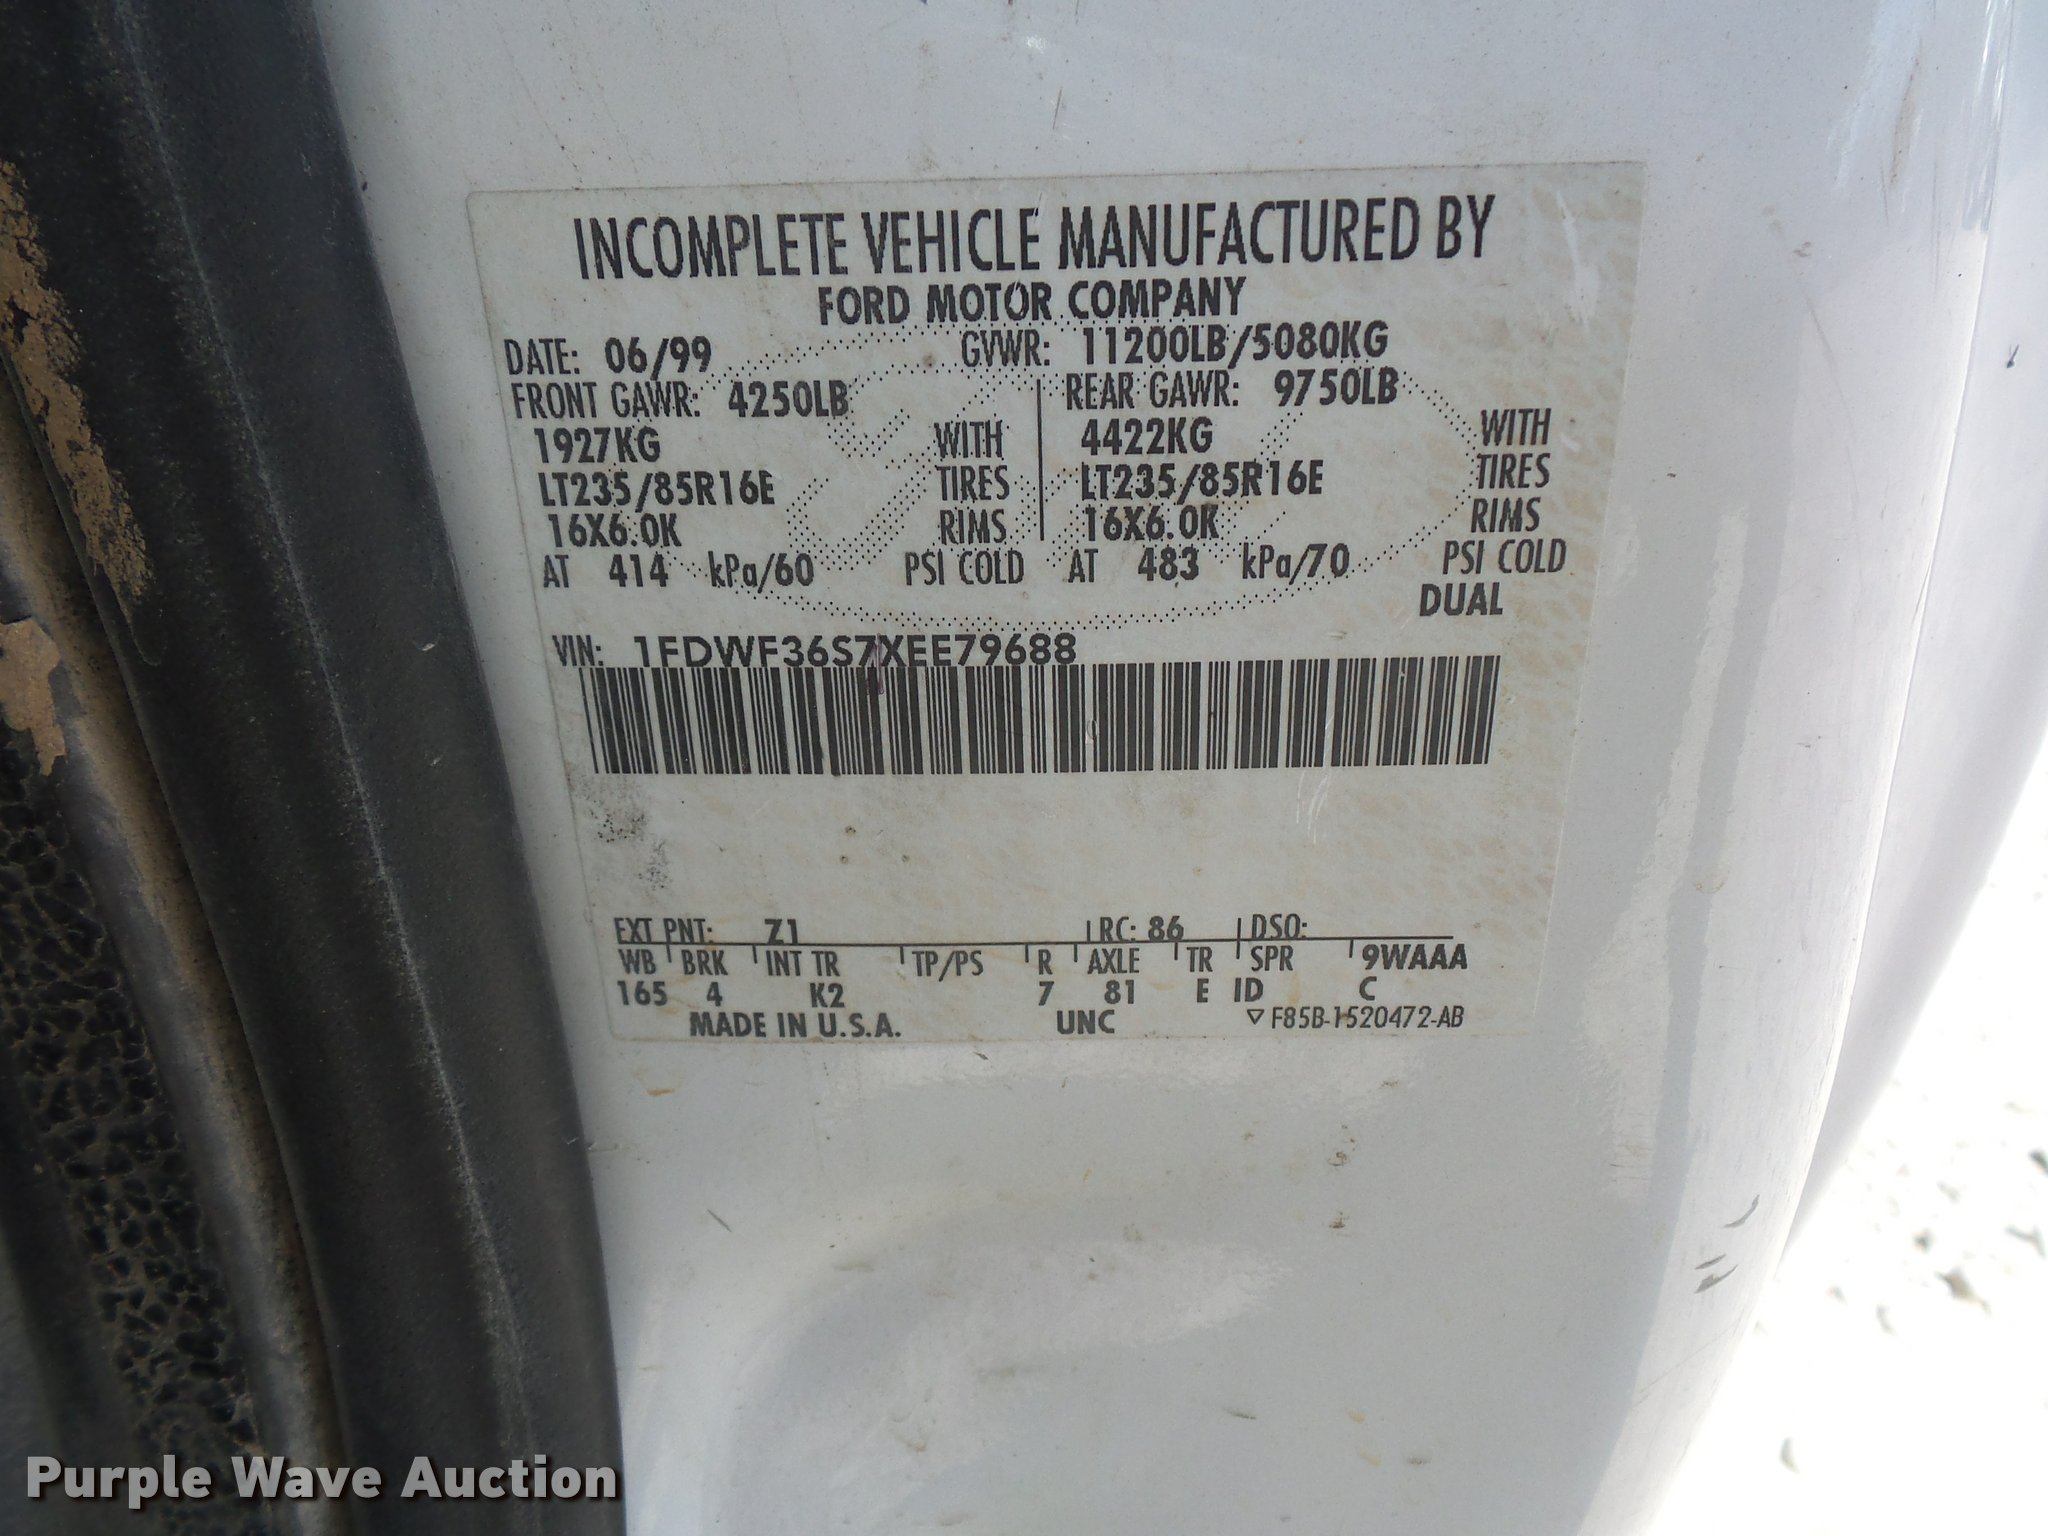 INCOMPLETE VEHICLE MANUFACTURED BY
FORD MOTOR COMPANY
DATE: 06/99 GVWR: 11200LB/5080KG
FRONT GAWR: 4250LB REAR GAWR: 9750LB
1927KG WITH 4422KG WITH
LT235/85R16E TIRES LT235/85R16E TIRES
16X6.0K RIMS 16X6.0K RIMS
AT 414 kPa/60 PSI COLD AT 483 kPa/70 PSI COLD
DUAL
VIN: 1FDWF36S7XEE79688
EXT PNT: Z1 RC: 86 DSO:
WB BRK INT TR TP/PS R AXLE TR SPR 9WAAA
165 4 K2 7 81 E ID C
MADE IN U.S.A. UNC ▽ F85B-1520472-AB
Purple Wave Auction